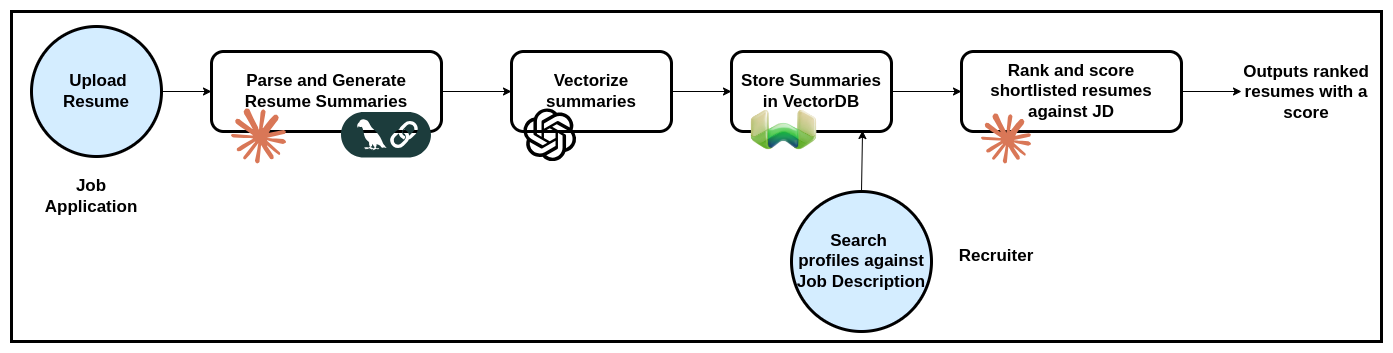 Upload
Resume
Job
Application
Parse and Generate
Resume Summaries
Vectorize
summaries
Store Summaries
in VectorDB
Search
profiles against
Job Description
Recruiter
Rank and score
shortlisted resumes
against JD
Outputs ranked
resumes with a
score